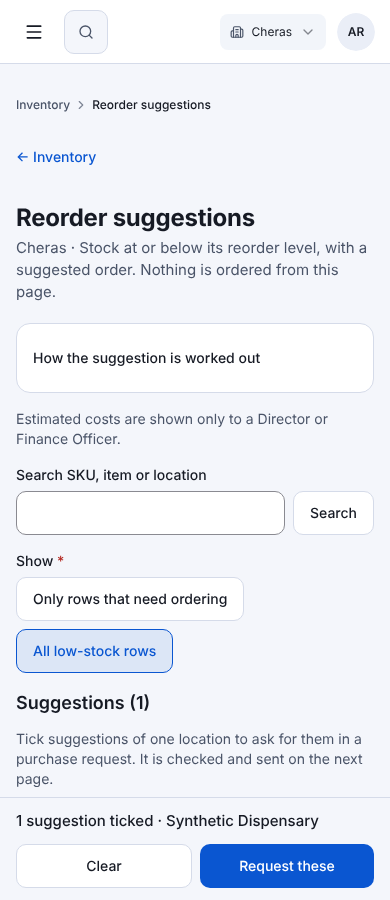 Cheras
AR
Inventory > Reorder suggestions
← Inventory
Reorder suggestions
Cheras · Stock at or below its reorder level, with a
suggested order. Nothing is ordered from this
page.
How the suggestion is worked out
Estimated costs are shown only to a Director or
Finance Officer.
Search SKU, item or location
Search
Show *
Only rows that need ordering
All low-stock rows
Suggestions (1)
Tick suggestions of one location to ask for them in a
purchase request. It is checked and sent on the next
page.
1 suggestion ticked · Synthetic Dispensary
Clear
Request these